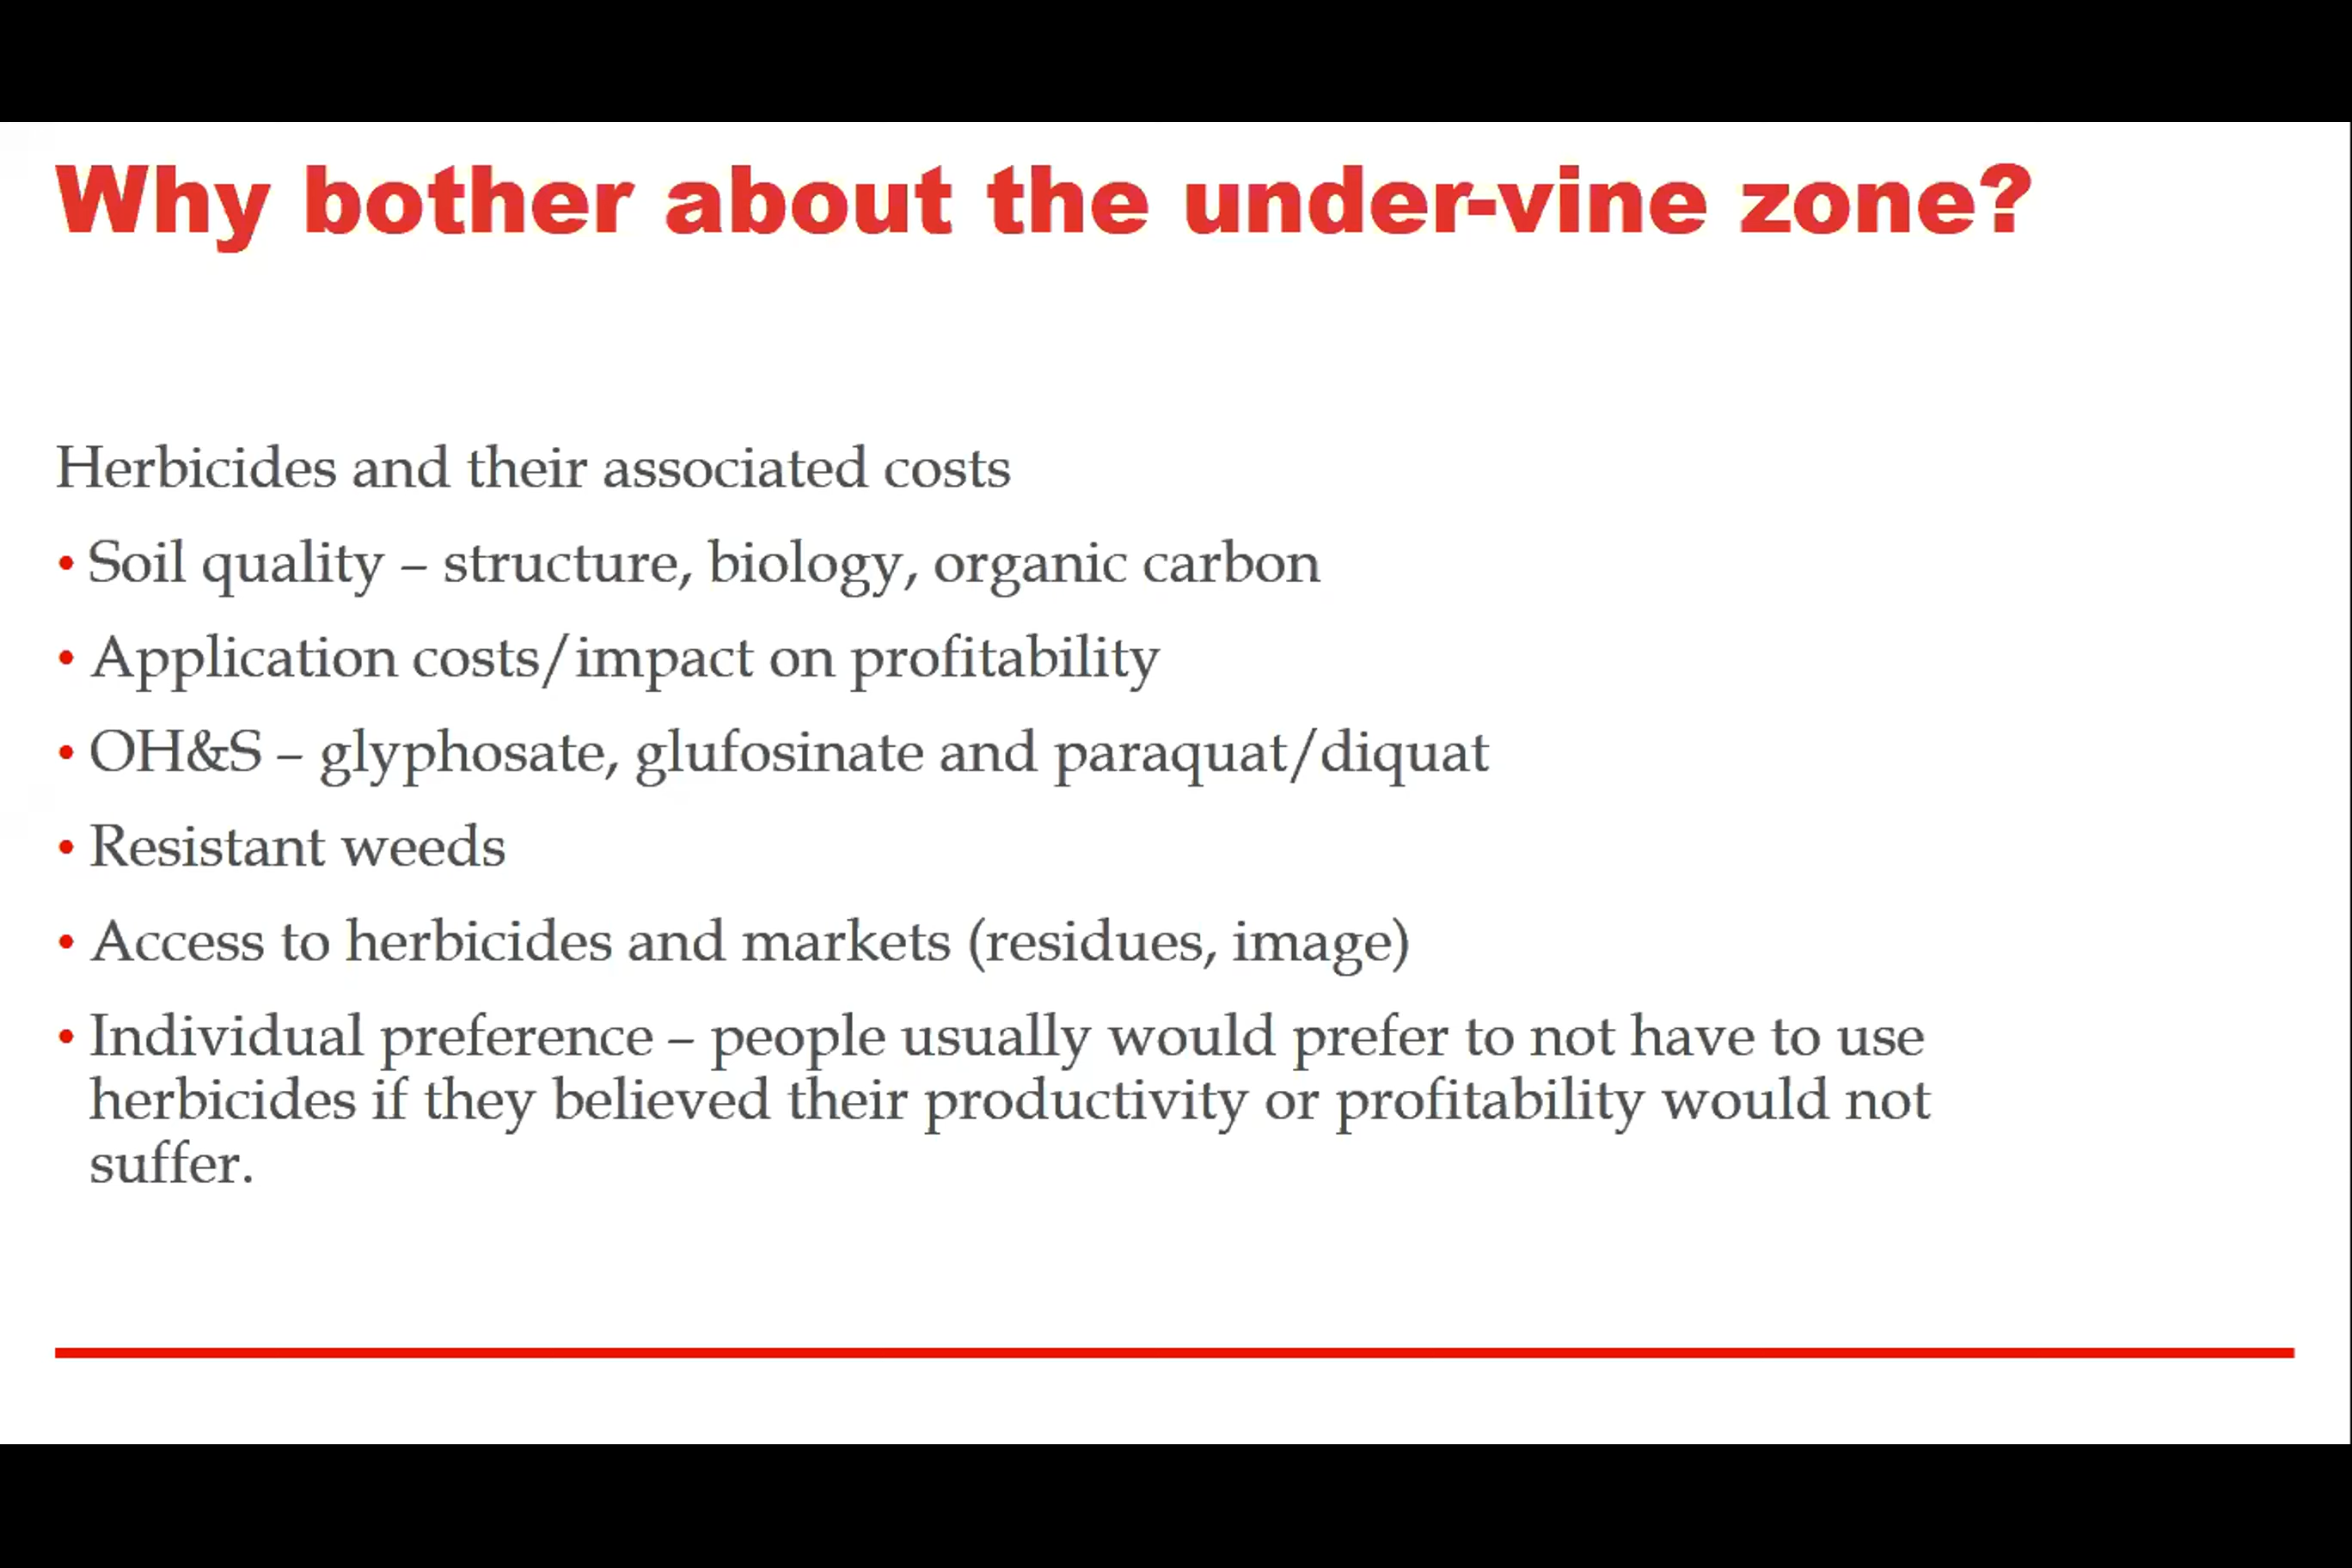 Why bother about the under-vine zone?
Herbicides and their associated costs
• Soil quality – structure, biology, organic carbon
• Application costs/impact on profitability
• OH&S – glyphosate, glufosinate and paraquat/diquat
• Resistant weeds
• Access to herbicides and markets (residues, image)
• Individual preference – people usually would prefer to not have to use
herbicides if they believed their productivity or profitability would not
suffer.